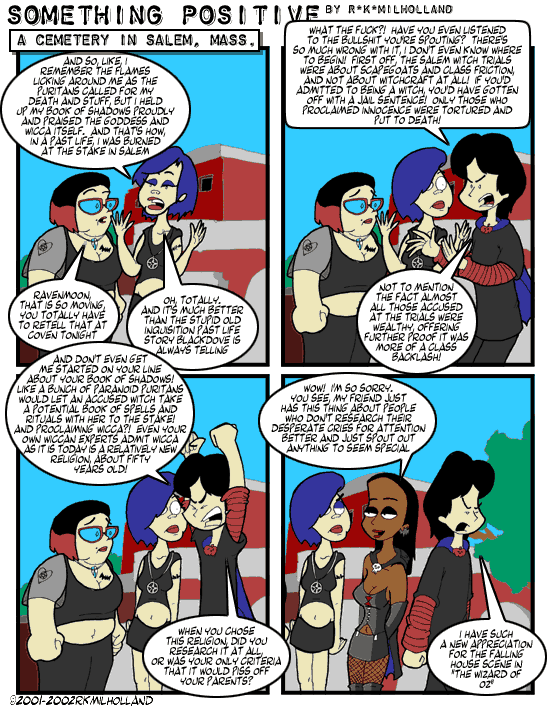 SOMETHING POSITIVE BY R*K*MILHOLLAND
A CEMETERY IN SALEM, MASS.
AND SO, LIKE, I
REMEMBER THE FLAMES
LICKING AROUND ME AS THE
PURITANS CALLED FOR MY
DEATH AND STUFF, BUT I HELD
UP MY BOOK OF SHADOWS PROUDLY
AND PRAISED THE GODDESS AND
WICCA ITSELF. AND THAT'S HOW,
IN A PAST LIFE, I WAS BURNED
AT THE STAKE IN SALEM
RAVENMOON,
THAT IS SO MOVING,
YOU TOTALLY HAVE
TO RETELL THAT AT
COVEN TONIGHT
OH, TOTALLY.
AND IT'S MUCH BETTER
THAN THE STUPID OLD
INQUISITION PAST LIFE
STORY BLACKDOVE IS
ALWAYS TELLING
WHAT THE FUCK?! HAVE YOU EVEN LISTENED
TO THE BULLSHIT YOU'RE SPOUTING? THERE'S
SO MUCH WRONG WITH IT, I DON'T EVEN KNOW WHERE
TO BEGIN! FIRST OFF, THE SALEM WITCH TRIALS
WERE ABOUT SCAPEGOATS AND CLASS FRICTION,
AND NOT ABOUT WITCHCRAFT AT ALL! IF YOU'D
ADMITTED TO BEING A WITCH, YOU'D HAVE GOTTEN
OFF WITH A JAIL SENTENCE! ONLY THOSE WHO
PROCLAIMED INNOCENCE WERE TORTURED AND
PUT TO DEATH!
NOT TO MENTION
THE FACT ALMOST
ALL THOSE ACCUSED
AT THE TRIALS WERE
WEALTHY, OFFERING
FURTHER PROOF IT WAS
MORE OF A CLASS
BACKLASH!
AND DON'T EVEN GET
ME STARTED ON YOUR LINE
ABOUT YOUR BOOK OF SHADOWS!
LIKE A BUNCH OF PARANOID PURITANS
WOULD LET AN ACCUSED WITCH TAKE
A POTENTIAL BOOK OF SPELLS AND
RITUALS WITH HER TO THE STAKE!
AND PROCLAIMING WICCA?! EVEN YOUR
OWN WICCAN EXPERTS ADMIT WICCA
AS IT IS TODAY IS A RELATIVELY NEW
RELIGION, ABOUT FIFTY
YEARS OLD!
WHEN YOU CHOSE
THIS RELIGION, DID YOU
RESEARCH IT AT ALL,
OR WAS YOUR ONLY CRITERIA
THAT IT WOULD PISS OFF
YOUR PARENTS?
WOW! I'M SO SORRY.
YOU SEE, MY FRIEND JUST
HAS THIS THING ABOUT PEOPLE
WHO DON'T RESEARCH THEIR
DESPERATE CRIES FOR ATTENTION
BETTER AND JUST SPOUT OUT
ANYTHING TO SEEM SPECIAL
I HAVE SUCH
A NEW APPRECIATION
FOR THE FALLING
HOUSE SCENE IN
"THE WIZARD OF
OZ"
©2001-2002RKMILHOLLAND